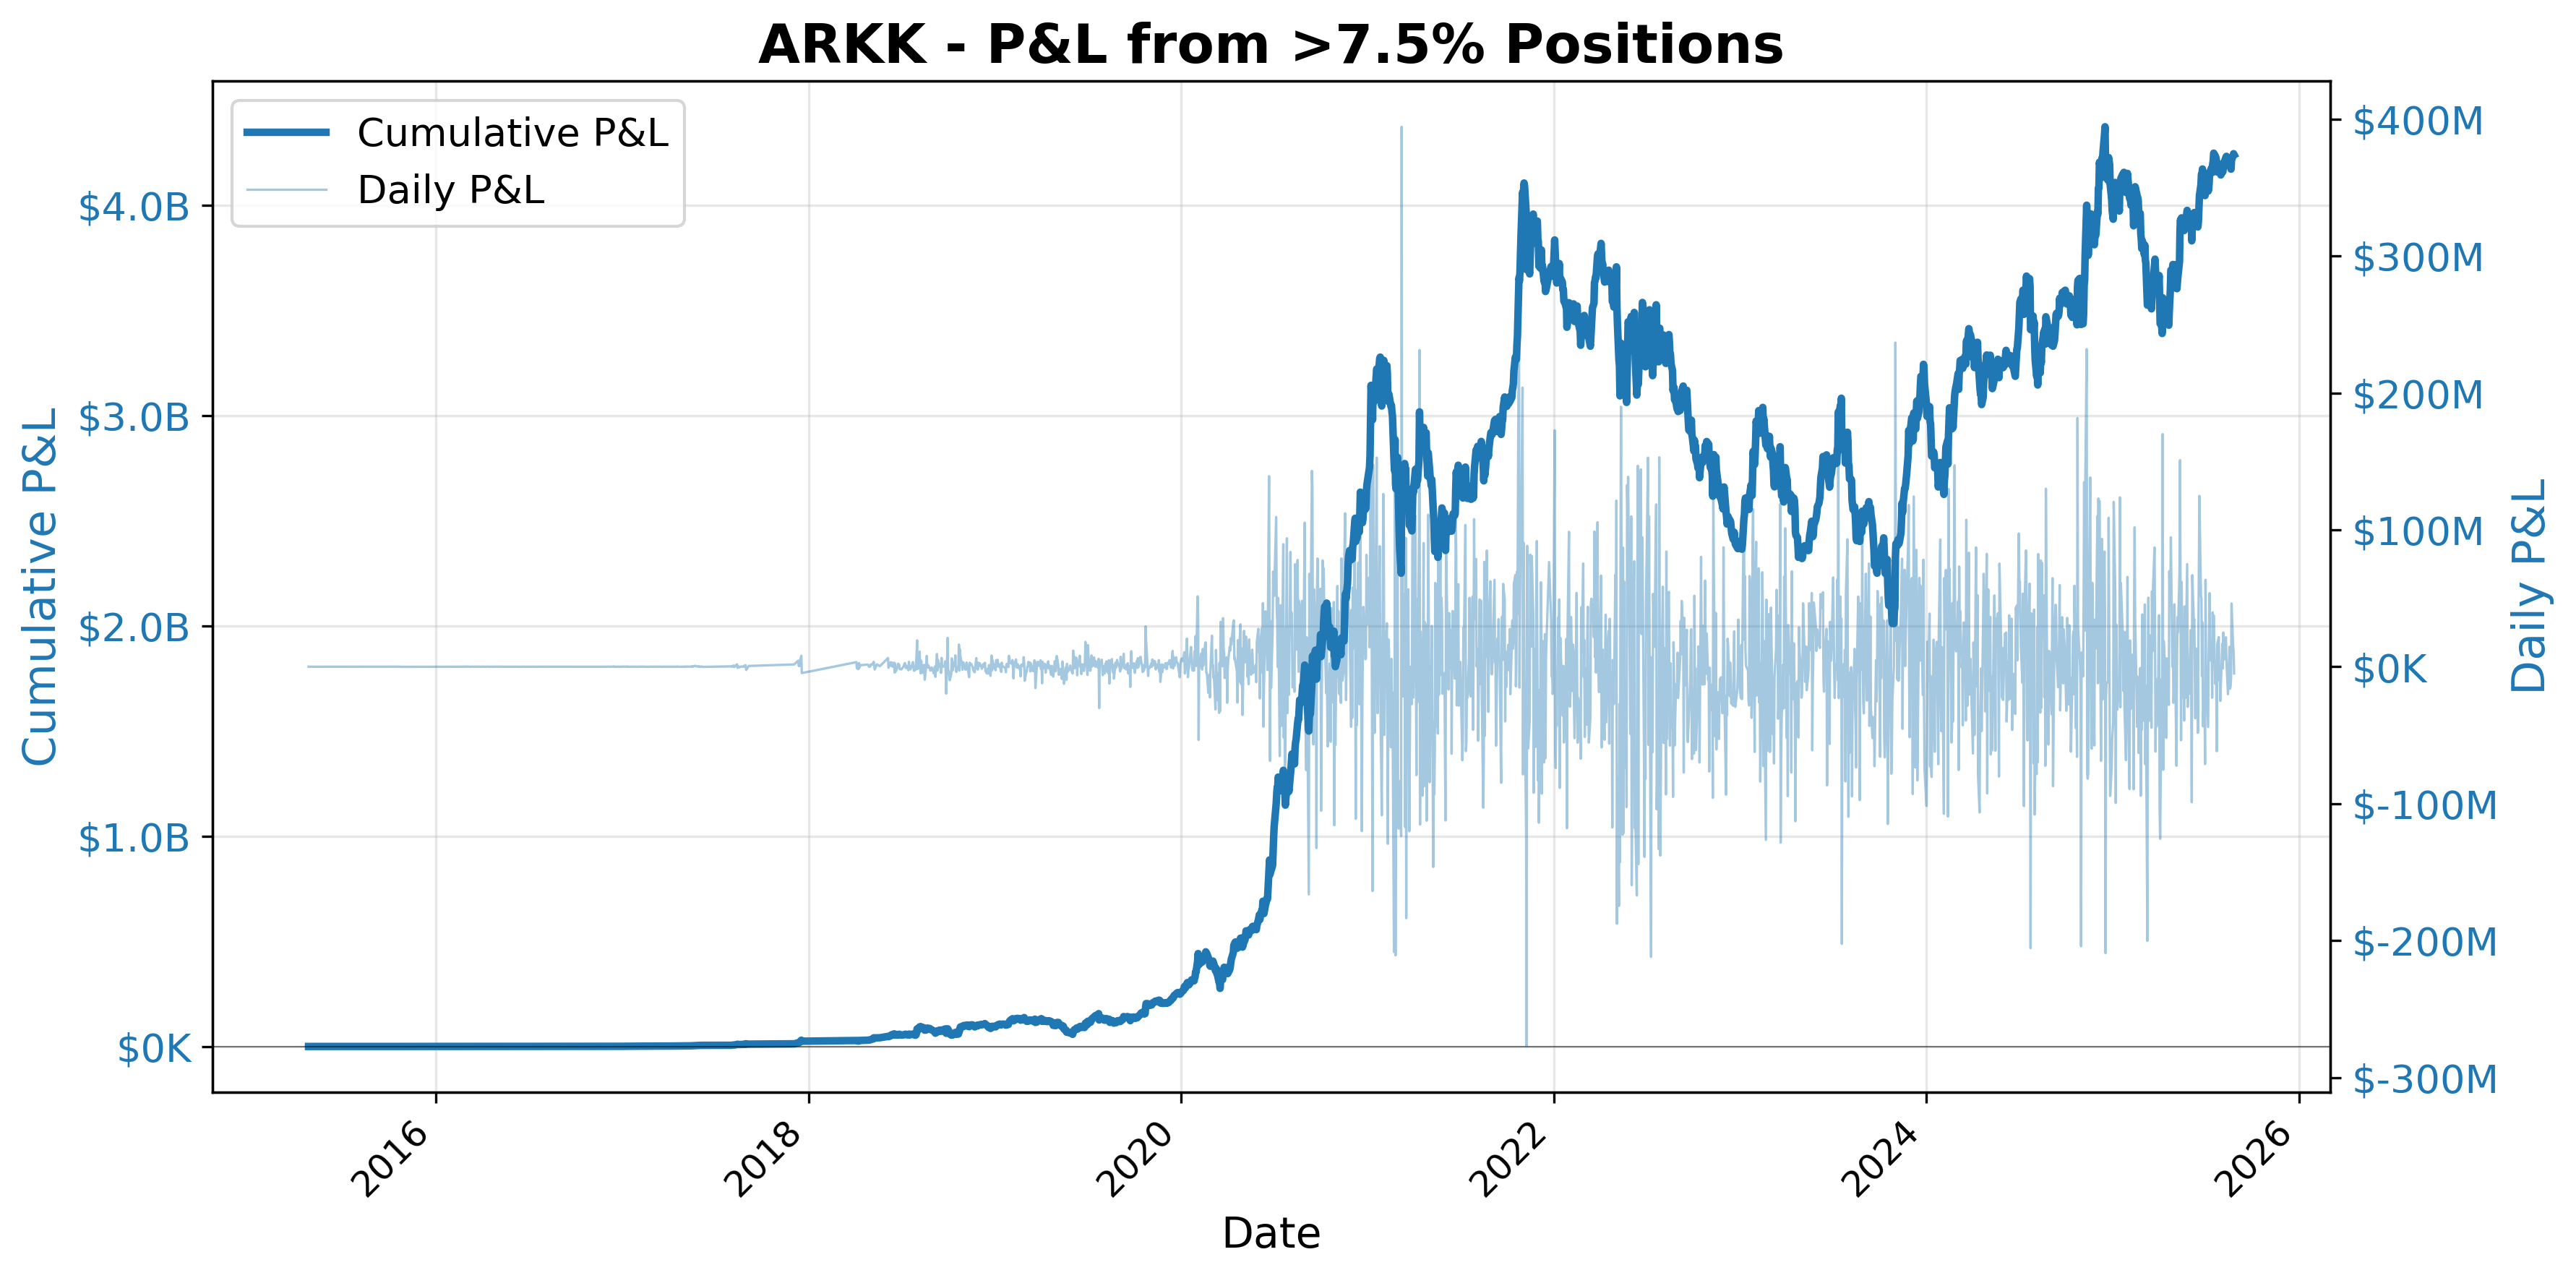 ARKK - P&L from >7.5% Positions
Cumulative P&L
Daily P&L
Cumulative P&L
$4.0B
$3.0B
$2.0B
$1.0B
$0K
$400M
$300M
$200M
$100M
$0K
$-100M
$-200M
$-300M
Daily P&L
2016
2018
2020
2022
2024
2026
Date